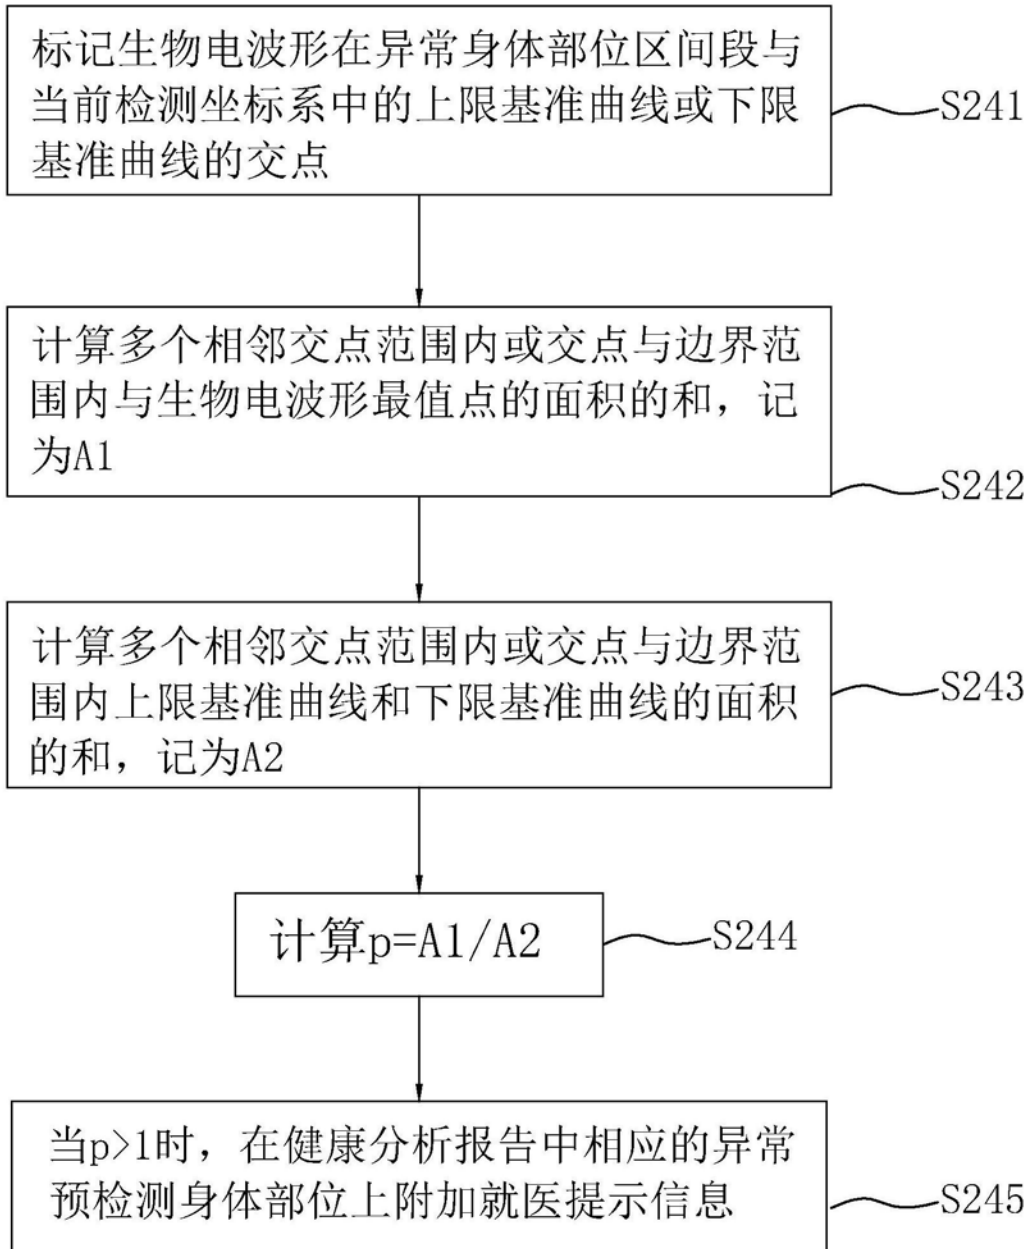 标记生物电波形在异常身体部位区间段与
当前检测坐标系中的上限基准曲线或下限
基准曲线的交点
S241
计算多个相邻交点范围内或交点与边界范
围内与生物电波形最值点的面积的和，记
为A1
S242
计算多个相邻交点范围内或交点与边界范
围内上限基准曲线和下限基准曲线的面积
的和，记为A2
S243
计算p=A1/A2
S244
当p>1时，在健康分析报告中相应的异常
预检测身体部位上附加就医提示信息
S245